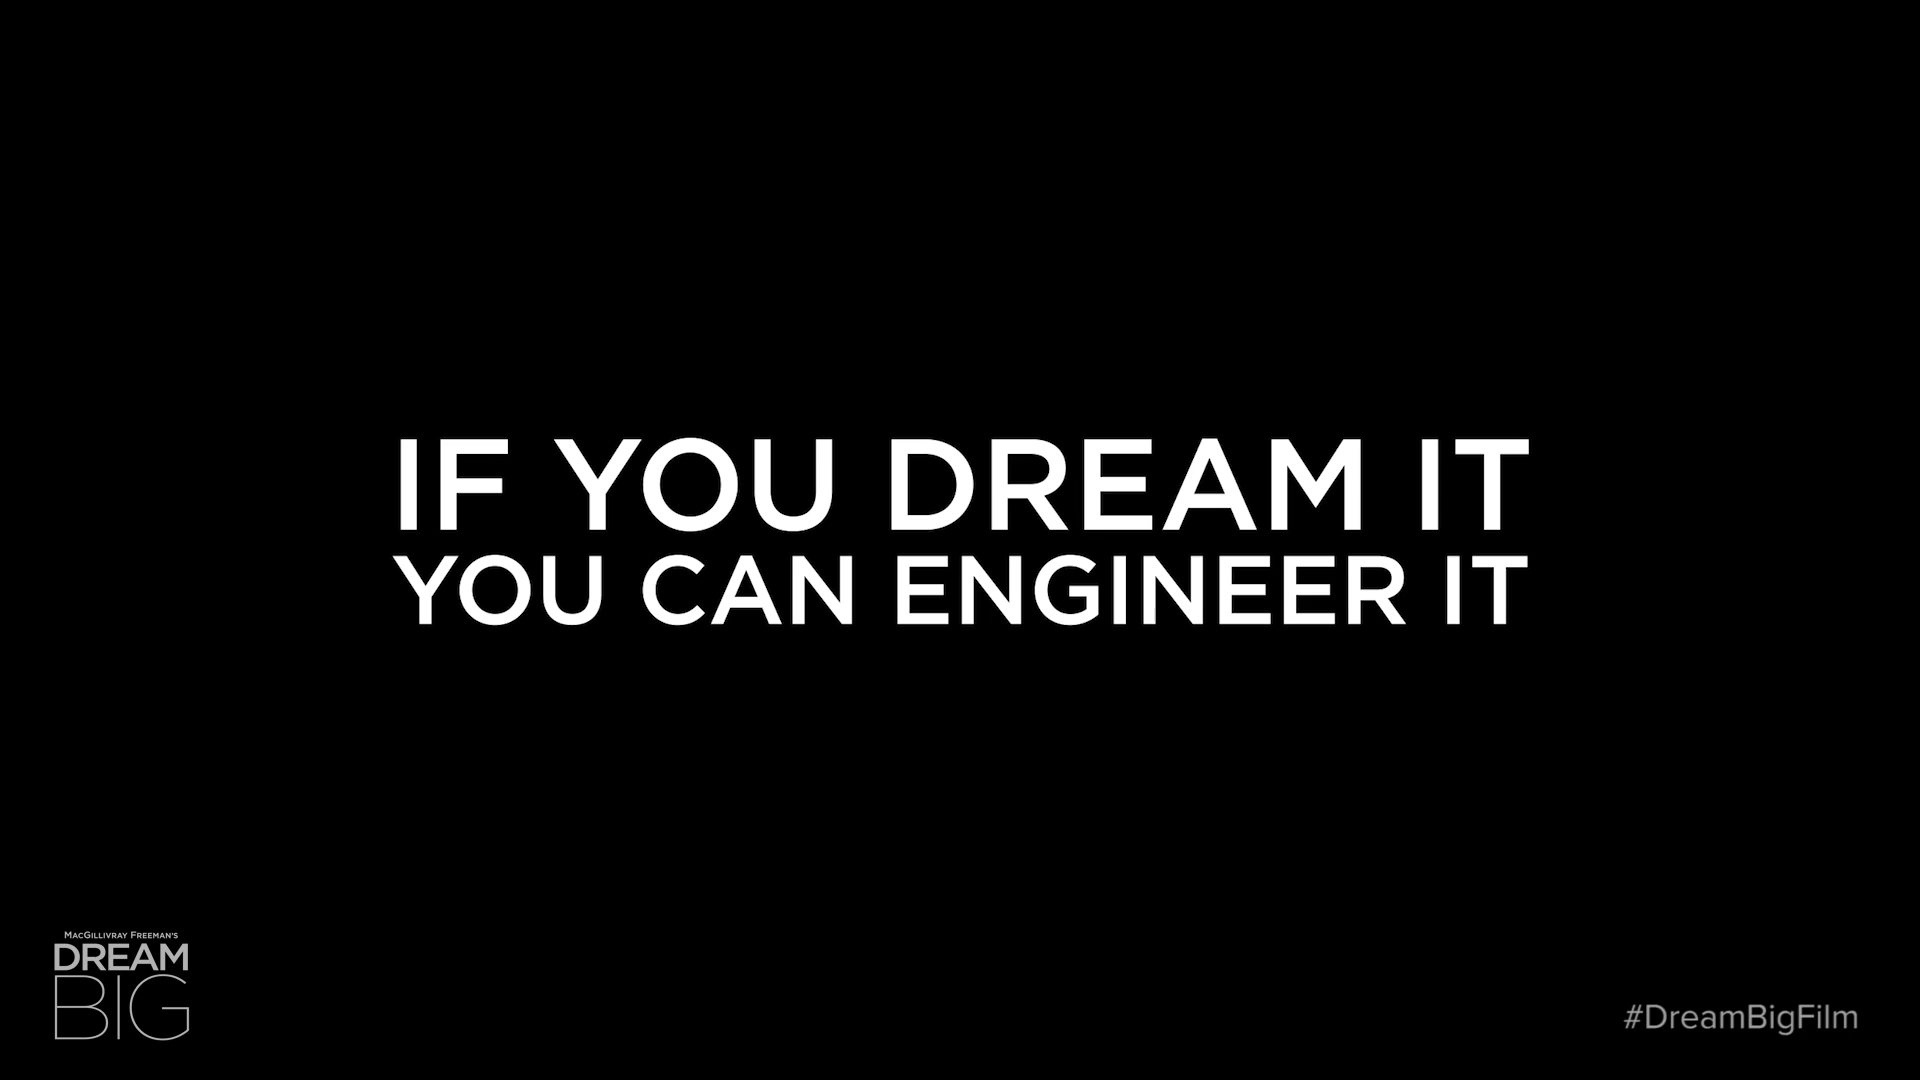 IF YOU DREAM IT
YOU CAN ENGINEER IT
MACGILLIVRAY FREEMAN'S
DREAM
BIG
#DreamBigFilm